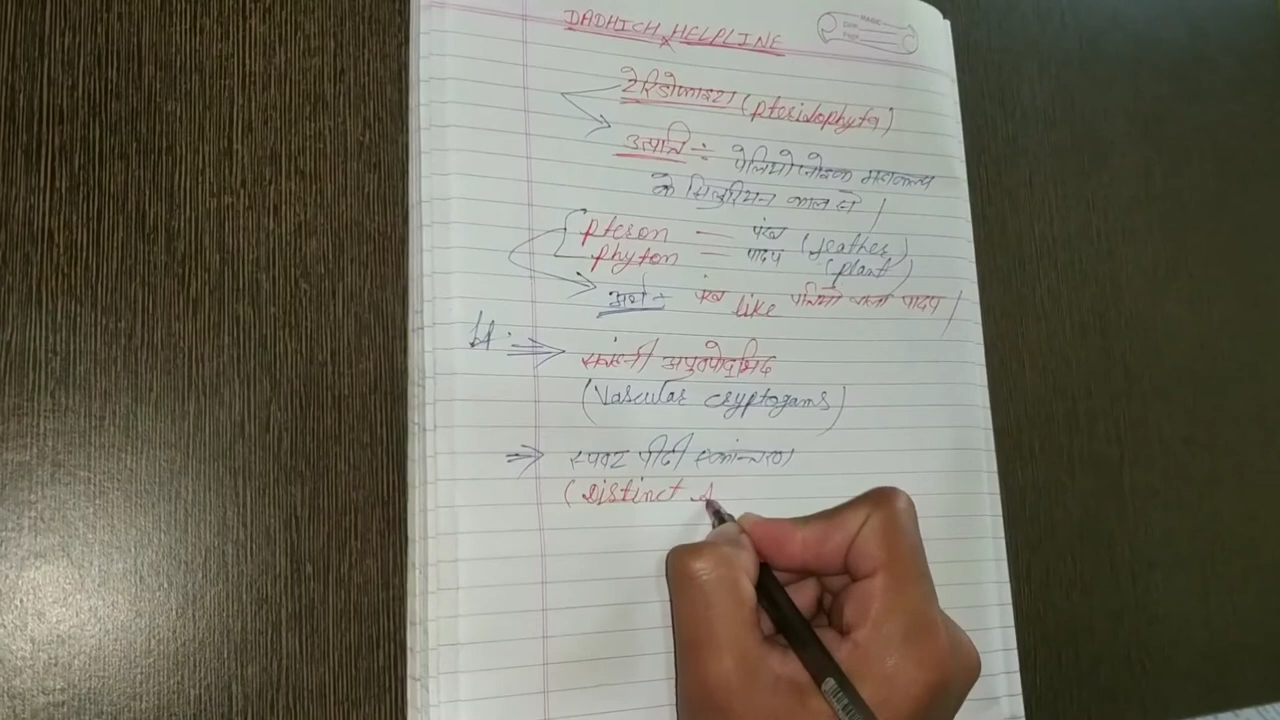 DADHICH HELPLINE
टेरिडोफाइटा (pteridophyta)
उत्पत्ति :- पेलियोजोइक महाकल्प
के सिलुरियन काल से |
pteron — पंख (feather)
phyton — पादप (plant)
अर्थ :- पंख like पत्तियों वाला पादप |
संवहनी अपुष्पोद्भिद
(Vascular cryptogams)
स्पष्ट पीढी एकान्तरण
(Distinct A